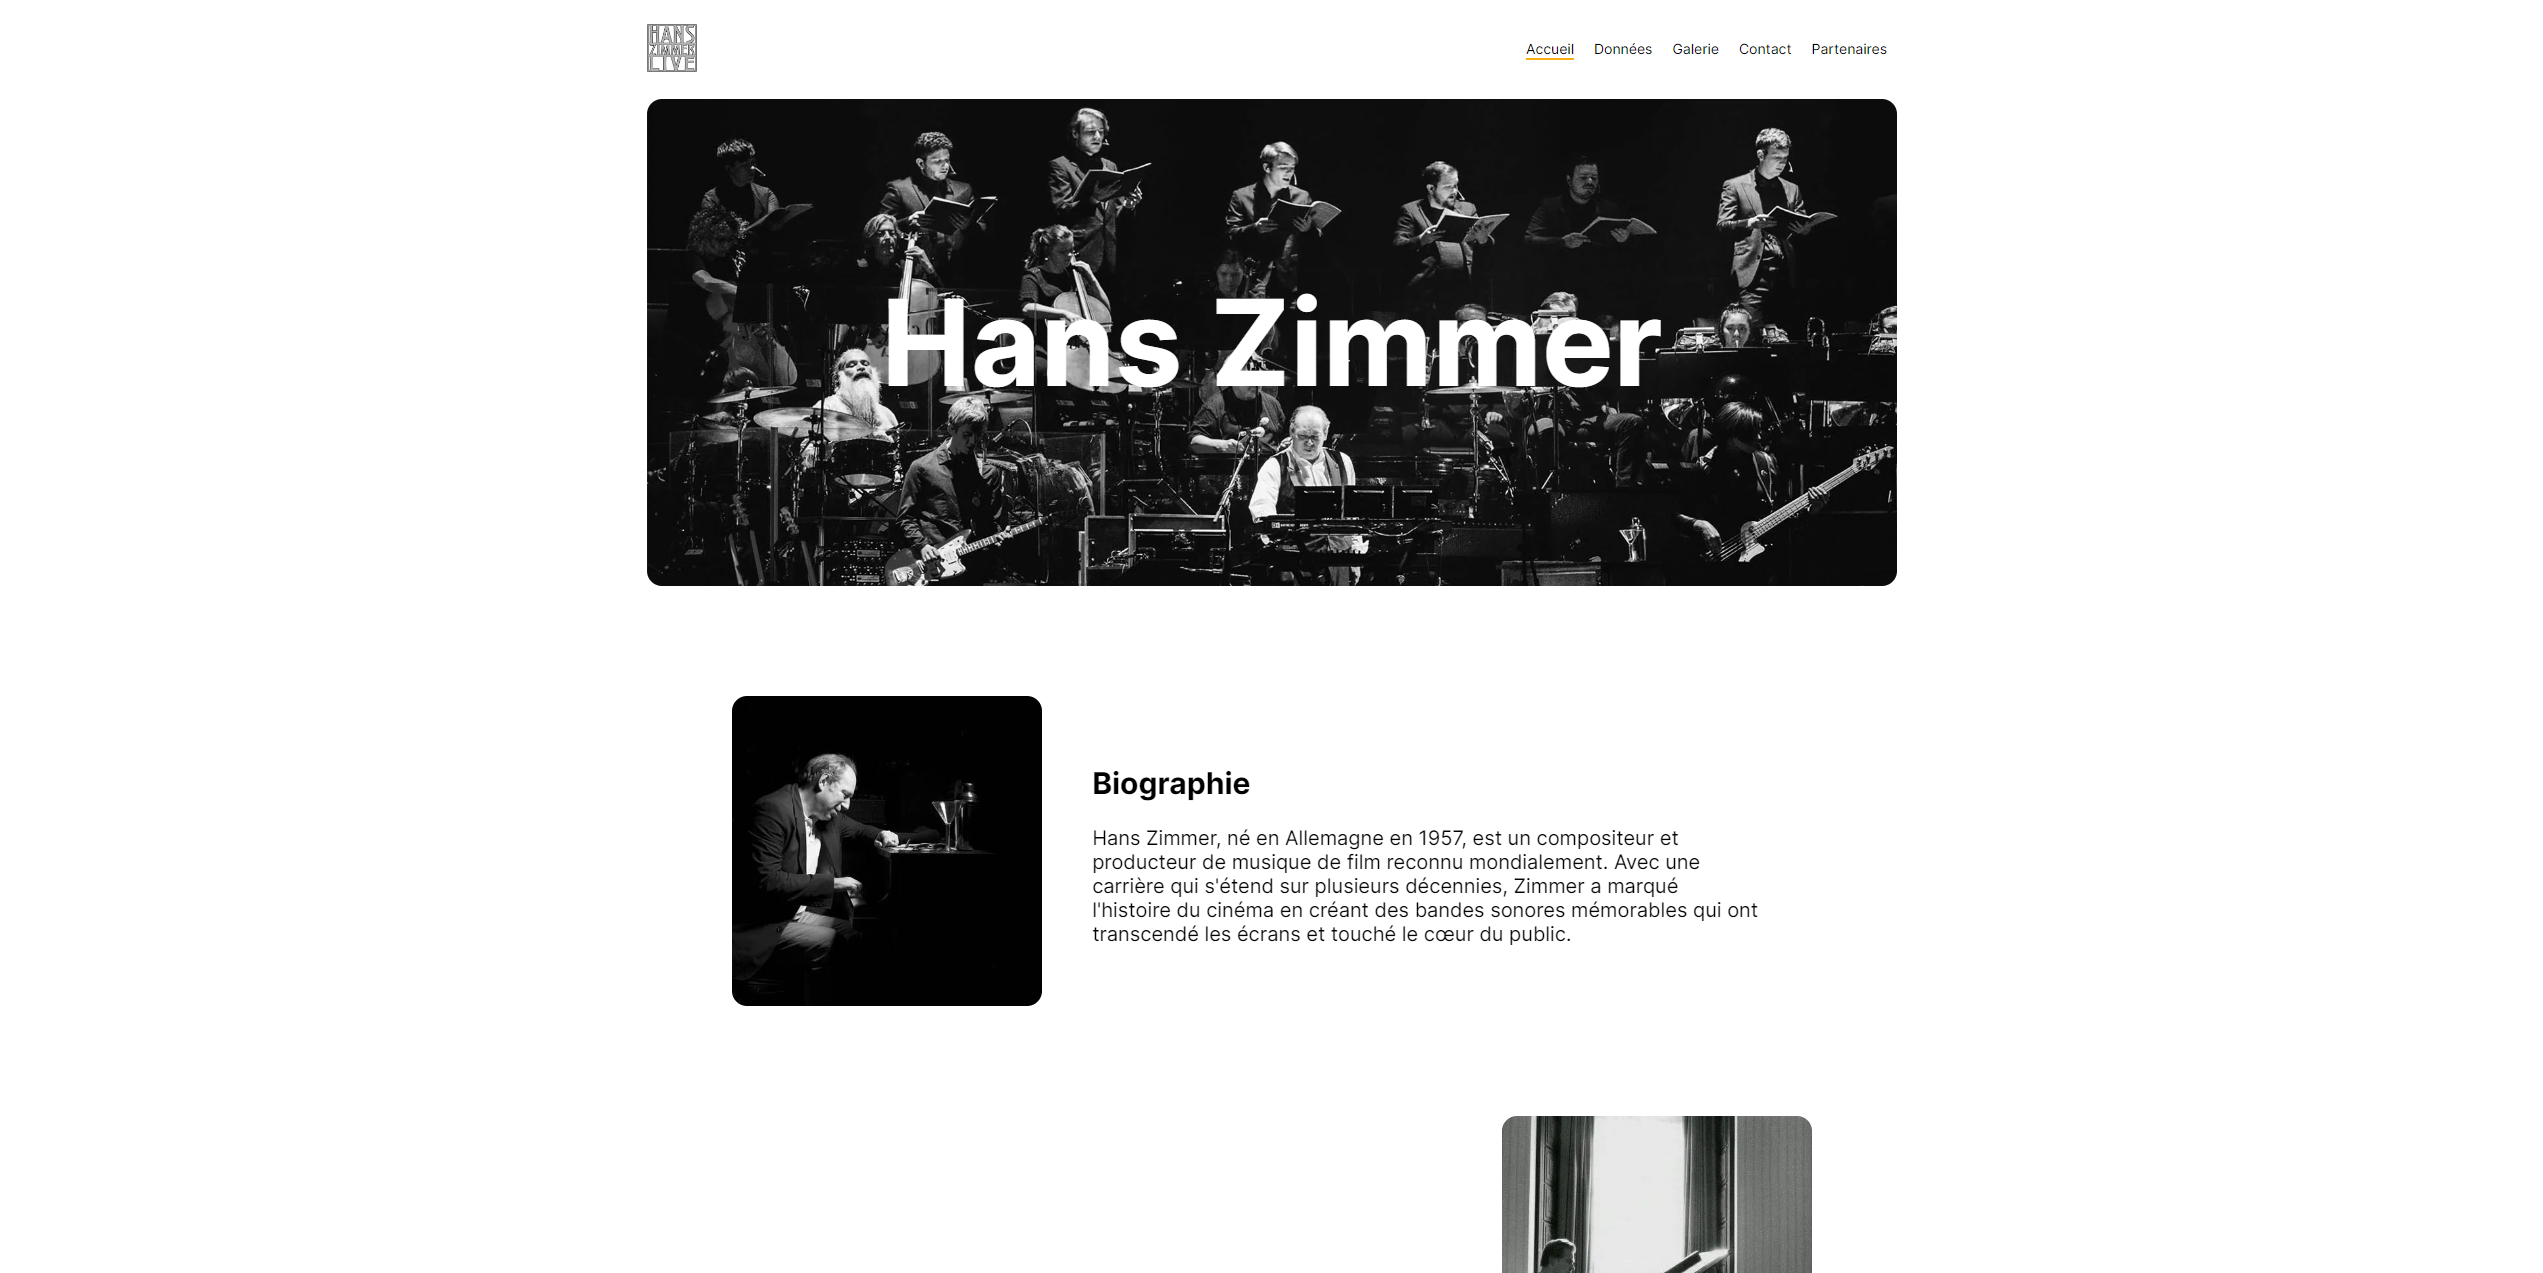 HANS
ZIMMER
LIVE
Accueil Données Galerie Contact Partenaires
Hans Zimmer
Biographie
Hans Zimmer, né en Allemagne en 1957, est un compositeur et
producteur de musique de film reconnu mondialement. Avec une
carrière qui s'étend sur plusieurs décennies, Zimmer a marqué
l'histoire du cinéma en créant des bandes sonores mémorables qui ont
transcendé les écrans et touché le cœur du public.